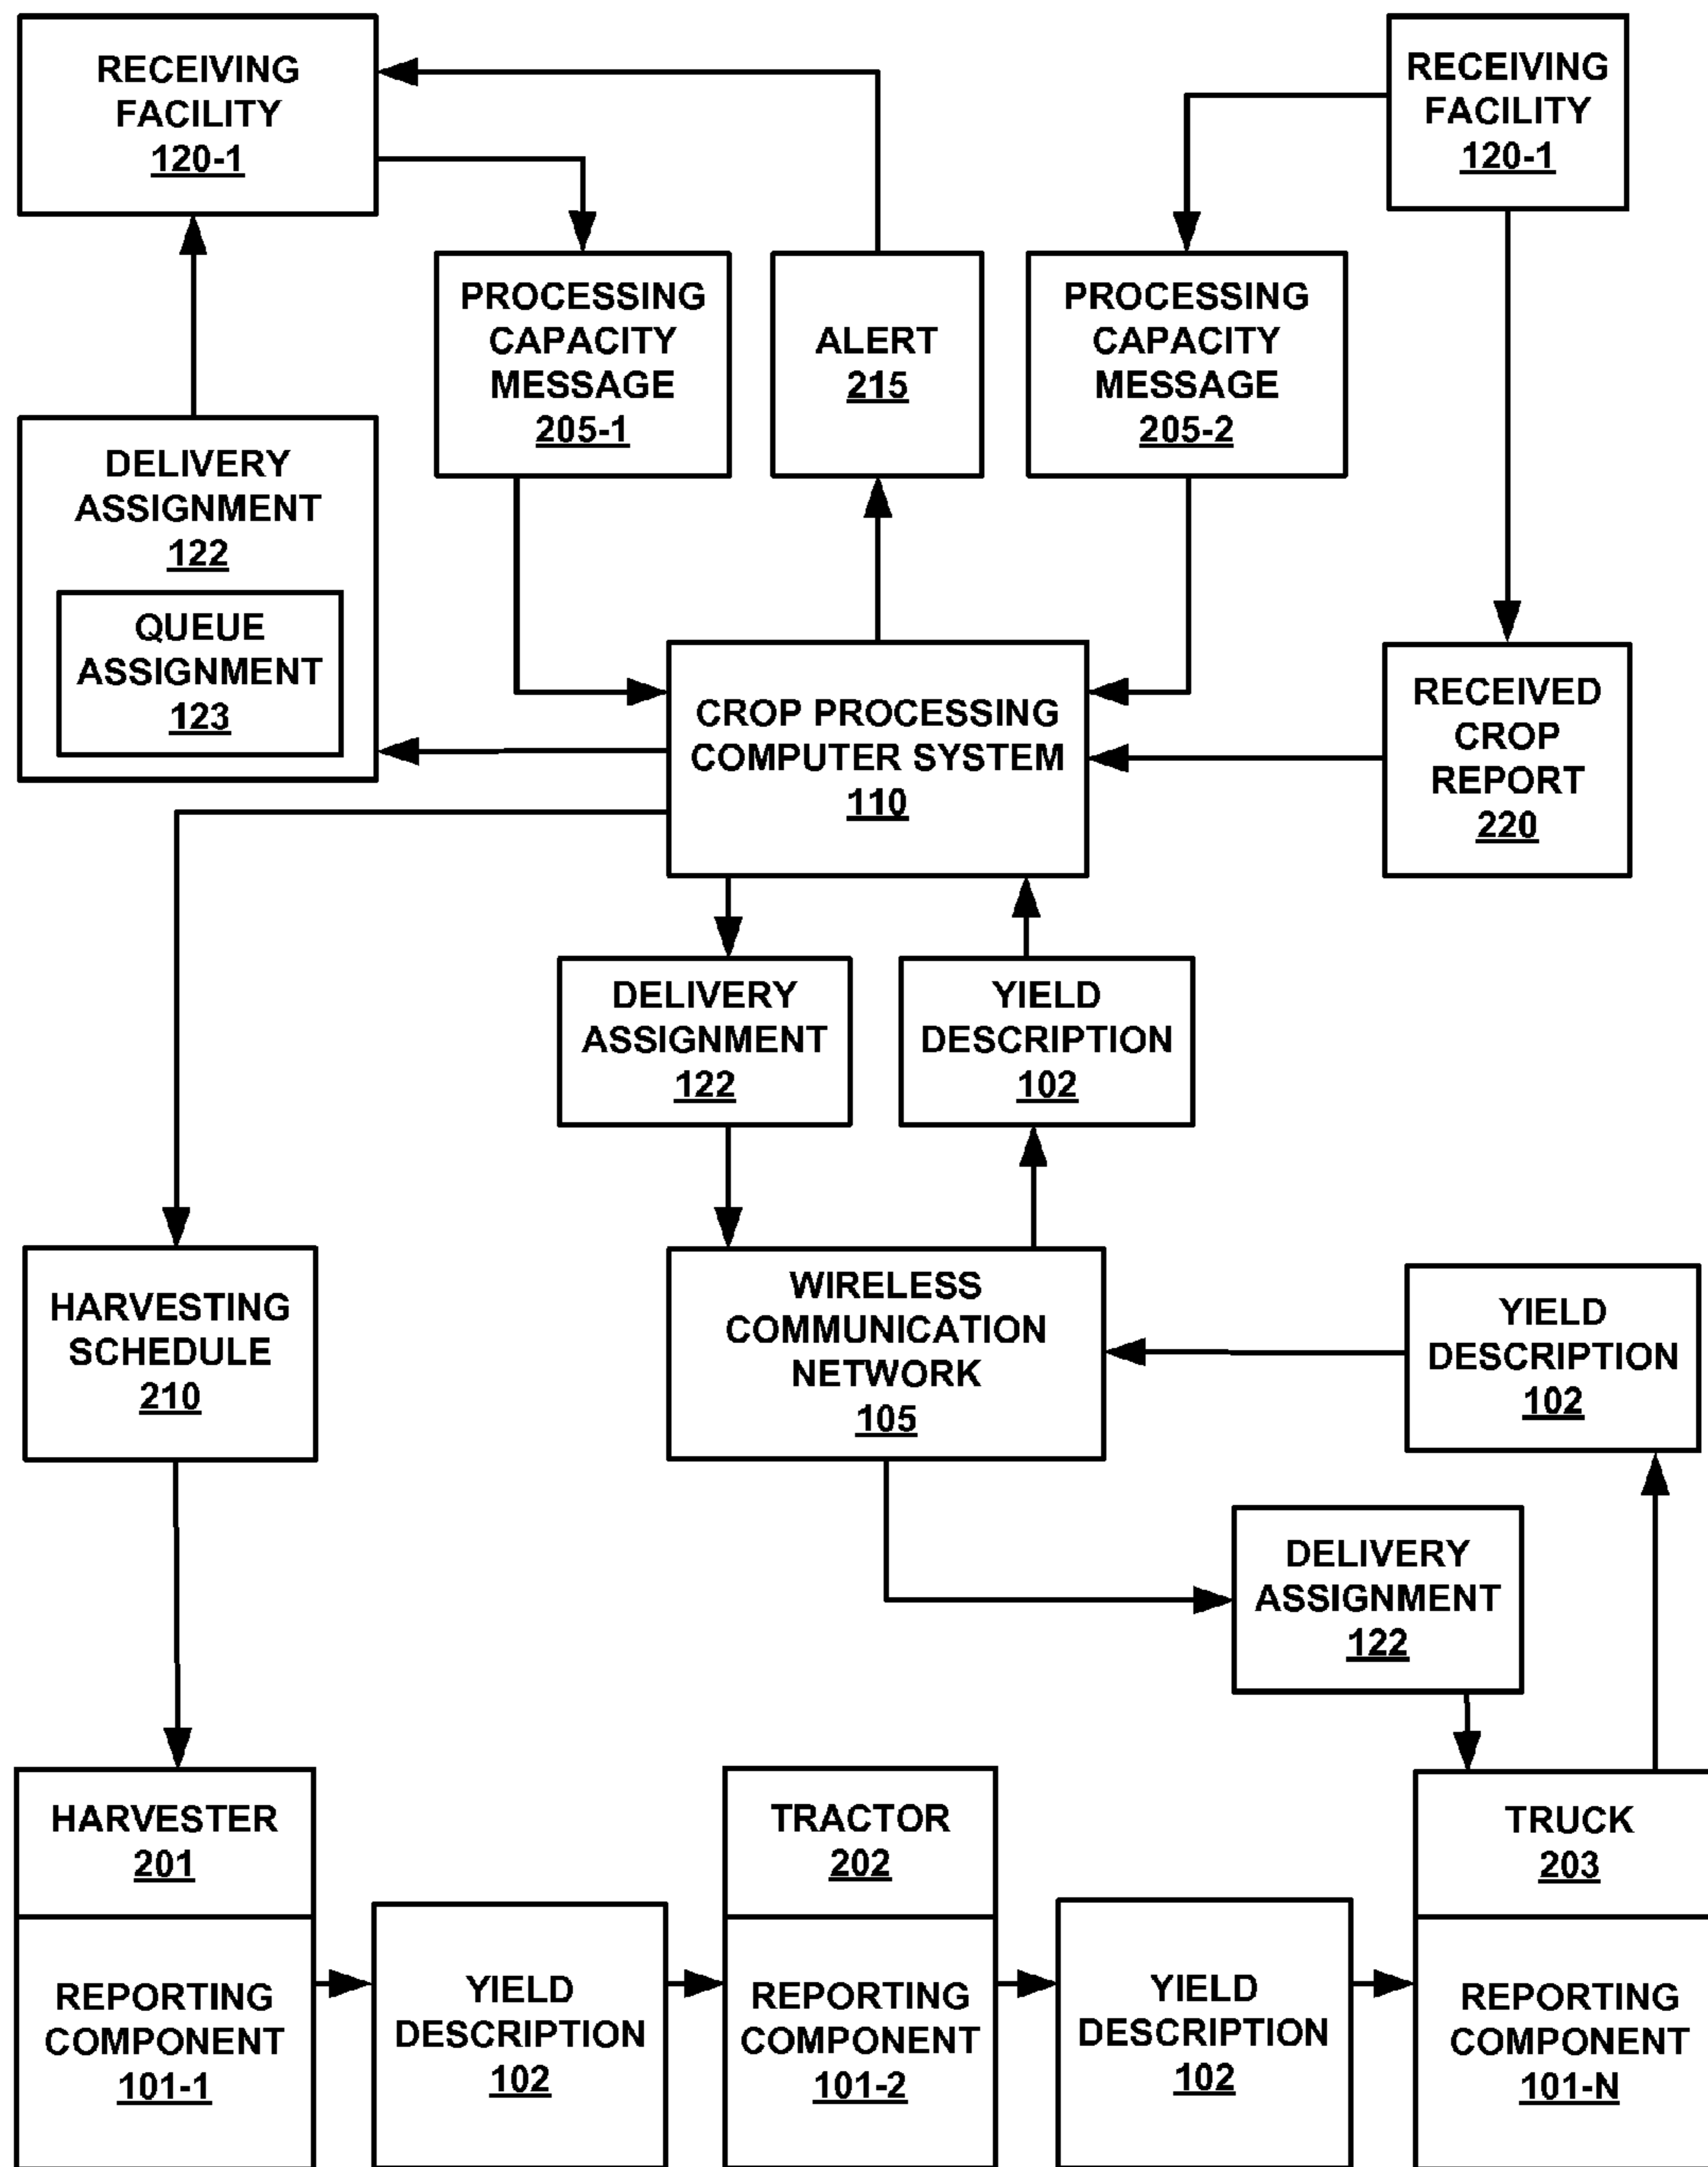 RECEIVING
FACILITY
120-1
RECEIVING
FACILITY
120-1
PROCESSING
CAPACITY
MESSAGE
205-1
ALERT
215
PROCESSING
CAPACITY
MESSAGE
205-2
DELIVERY
ASSIGNMENT
122
QUEUE
ASSIGNMENT
123
CROP PROCESSING
COMPUTER SYSTEM
110
RECEIVED
CROP
REPORT
220
DELIVERY
ASSIGNMENT
122
YIELD
DESCRIPTION
102
HARVESTING
SCHEDULE
210
WIRELESS
COMMUNICATION
NETWORK
105
YIELD
DESCRIPTION
102
DELIVERY
ASSIGNMENT
122
HARVESTER
201
REPORTING
COMPONENT
101-1
YIELD
DESCRIPTION
102
TRACTOR
202
REPORTING
COMPONENT
101-2
YIELD
DESCRIPTION
102
TRUCK
203
REPORTING
COMPONENT
101-N